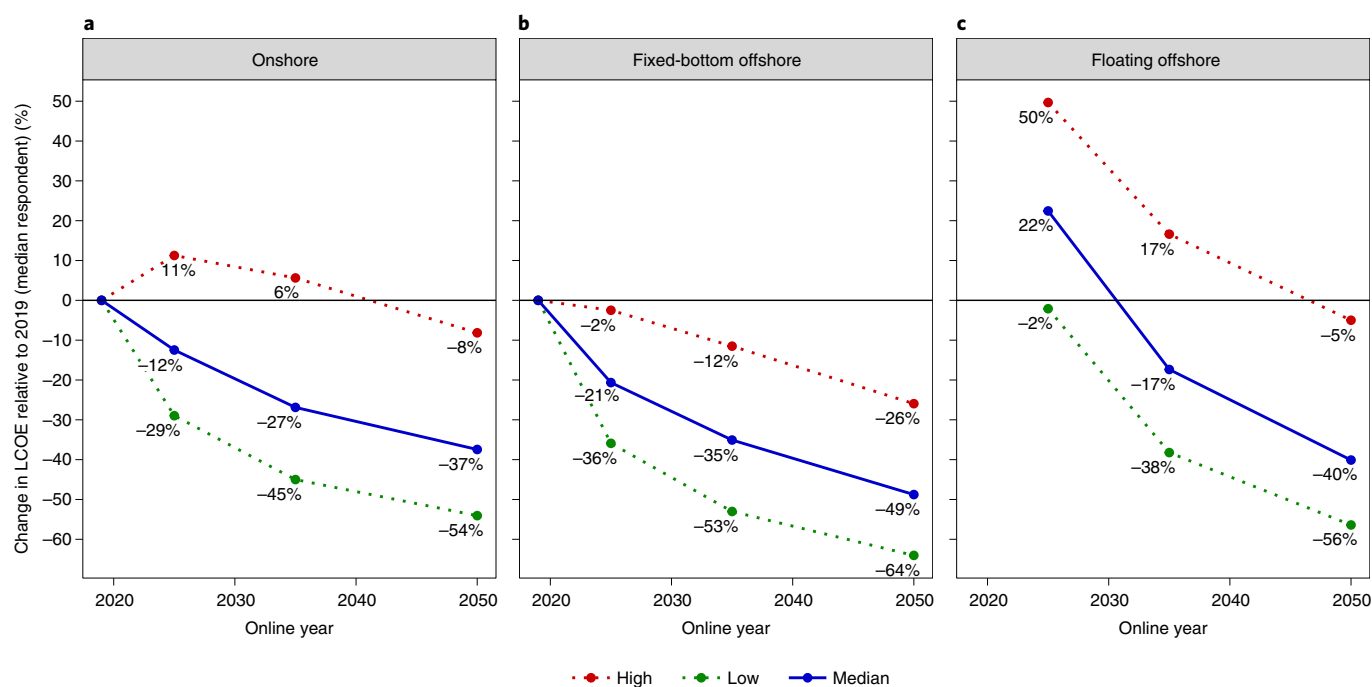 a
Onshore
b
Fixed-bottom offshore
c
Floating offshore
Change in LCOE relative to 2019 (median respondent) (%)
50
40
30
20
10
0
–10
–20
–30
–40
–50
–60
11%
6%
–8%
–12%
–27%
–37%
–29%
–45%
–54%
2020 2030 2040 2050
Online year
–2%
–12%
–26%
–21%
–35%
–49%
–36%
–53%
–64%
2020 2030 2040 2050
Online year
50%
17%
–5%
22%
–17%
–40%
–2%
–38%
–56%
2020 2030 2040 2050
Online year
High Low Median